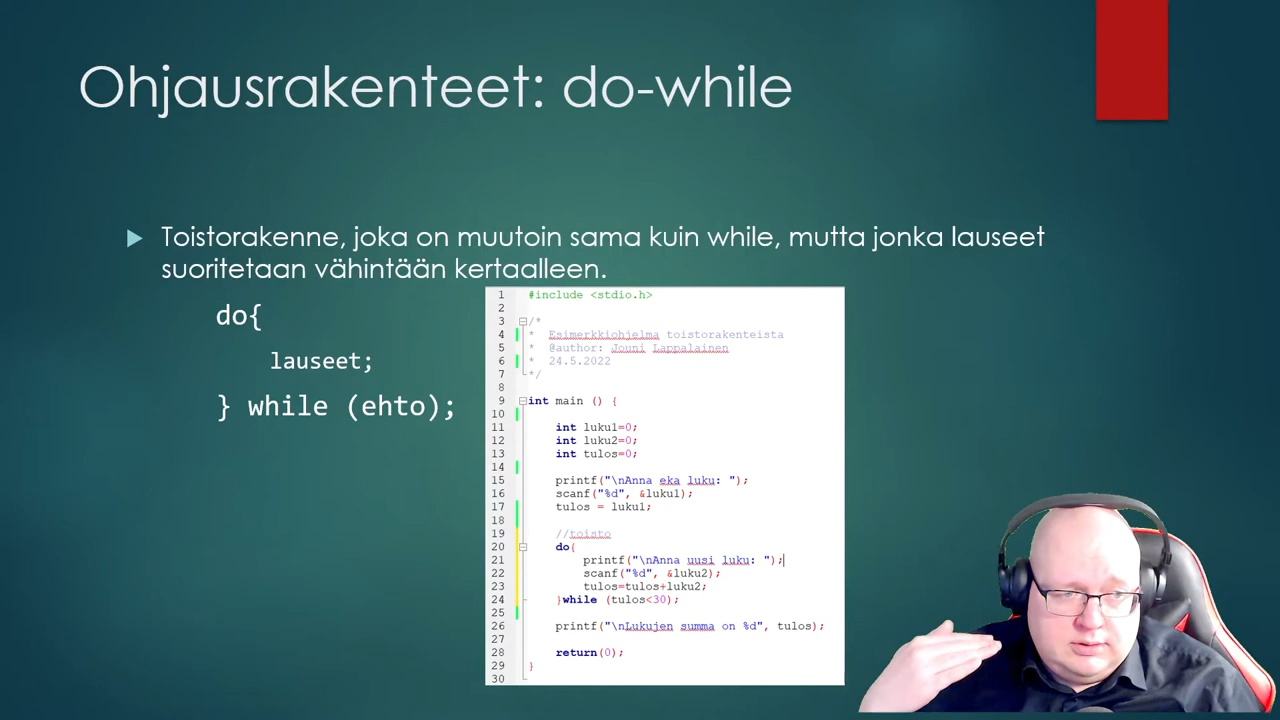 Ohjausrakenteet: do-while
Toistorakenne, joka on muutoin sama kuin while, mutta jonka lauseet
suoritetaan vähintään kertaalleen.
do{
lauseet;
} while (ehto);
1 #include <stdio.h>
2
3 /*
4 * Esimerkkiohjelma toistorakenteista
5 * @author: Jouni Lappalainen
6 * 24.5.2022
7 */
8
9 int main () {
10
11 int luku1=0;
12 int luku2=0;
13 int tulos=0;
14
15 printf("\nAnna eka luku: ");
16 scanf("%d", &luku1);
17 tulos = luku1;
18
19 //toisto
20 do{
21 printf("\nAnna uusi luku: ");
22 scanf("%d", &luku2);
23 tulos=tulos+luku2;
24 }while (tulos<30);
25
26 printf("\nLukujen summa on %d", tulos);
27
28 return(0);
29 }
30